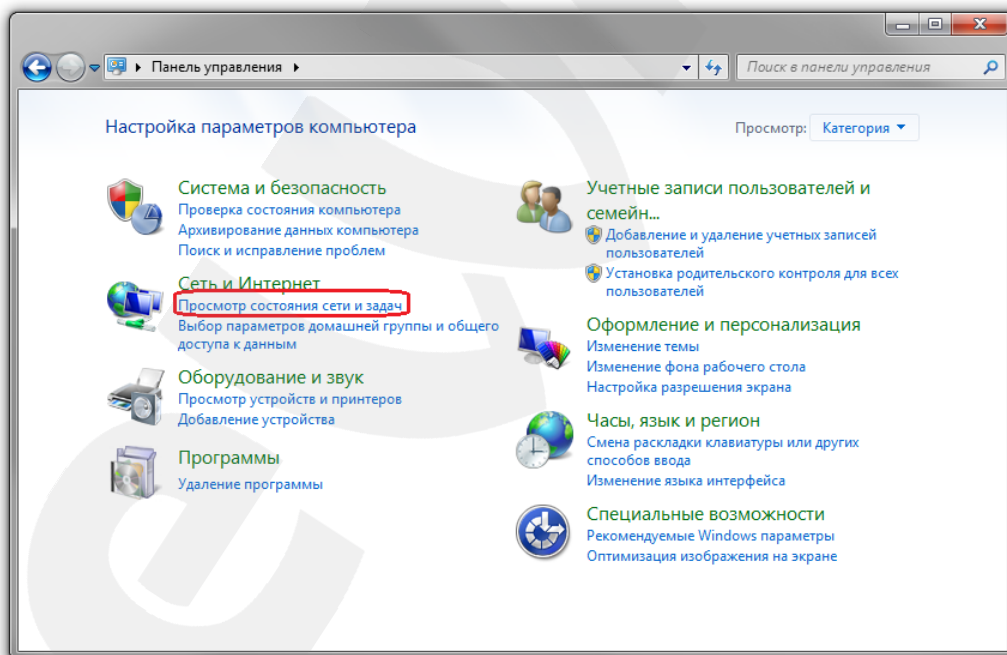 Панель управления
Поиск в панели управления
Настройка параметров компьютера
Просмотр: Категория
Система и безопасность
Проверка состояния компьютера
Архивирование данных компьютера
Поиск и исправление проблем
Сеть и Интернет
Просмотр состояния сети и задач
Выбор параметров домашней группы и общего
доступа к данным
Оборудование и звук
Просмотр устройств и принтеров
Добавление устройства
Программы
Удаление программы
Учетные записи пользователей и
семейн...
Добавление и удаление учетных записей
пользователей
Установка родительского контроля для всех
пользователей
Оформление и персонализация
Изменение темы
Изменение фона рабочего стола
Настройка разрешения экрана
Часы, язык и регион
Смена раскладки клавиатуры или других
способов ввода
Изменение языка интерфейса
Специальные возможности
Рекомендуемые Windows параметры
Оптимизация изображения на экране